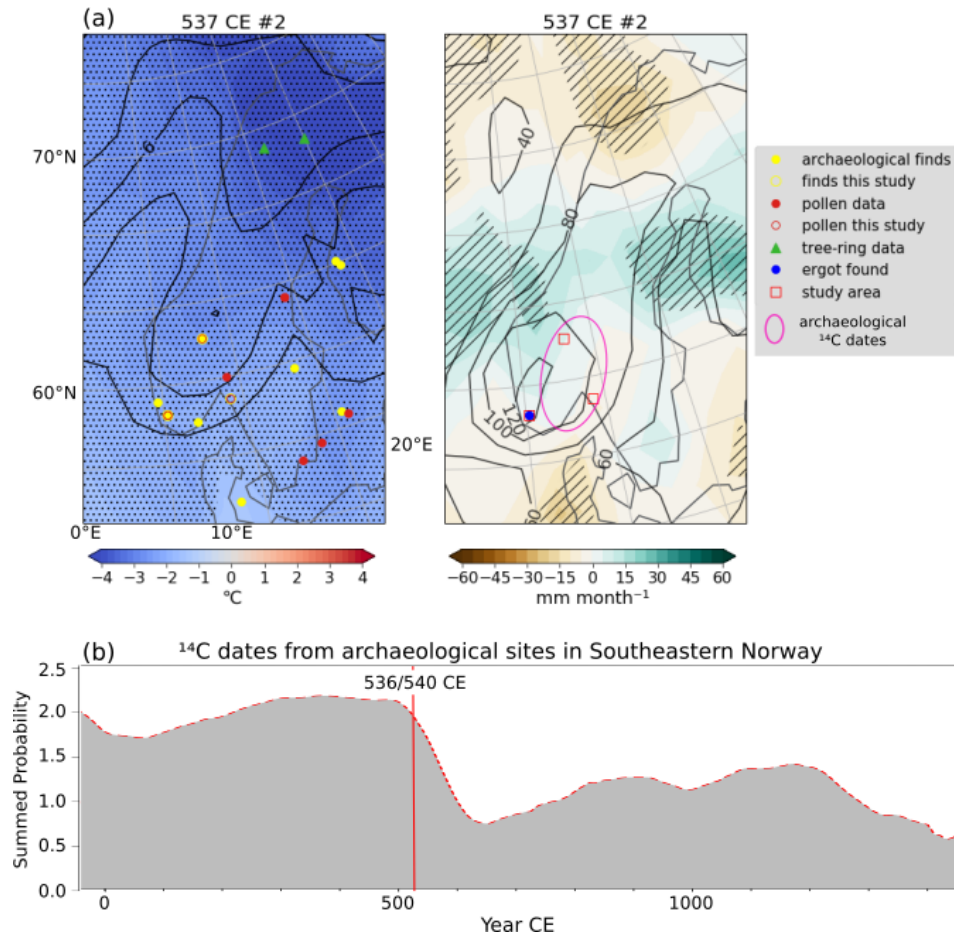 (a)
537 CE #2
537 CE #2
70°N
60°N
20°E
0°E
10°E
6
40
80
120
100
60
archaeological finds
finds this study
pollen data
pollen this study
tree-ring data
ergot found
study area
archaeological
¹⁴C dates
−4 −3 −2 −1 0 1 2 3 4
°C
−60 −45 −30 −15 0 15 30 45 60
mm month⁻¹
(b)
¹⁴C dates from archaeological sites in Southeastern Norway
536/540 CE
2.5
2.0
1.5
1.0
0.5
0.0
Summed Probability
0 500 1000
Year CE